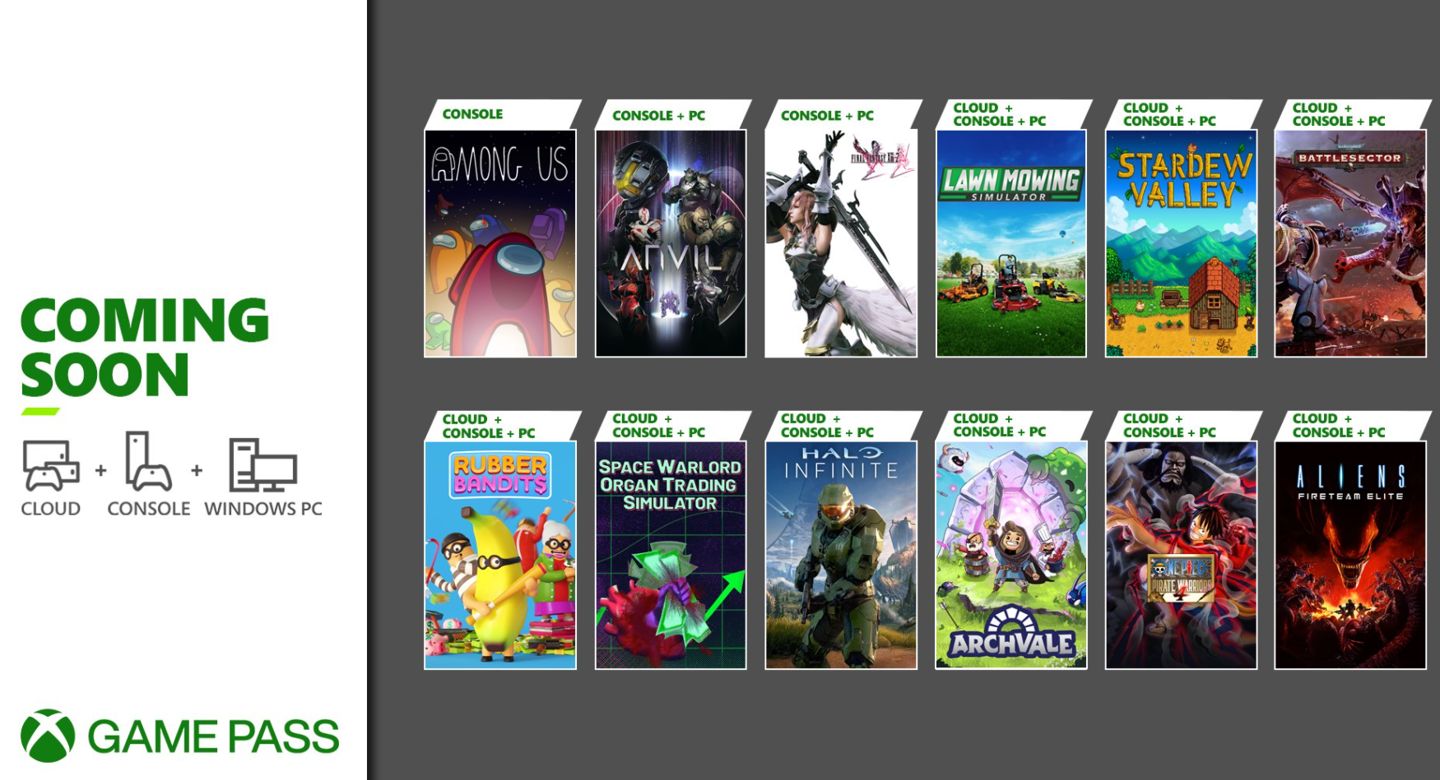 COMING
SOON
CLOUD + CONSOLE + WINDOWS PC
GAME PASS
CONSOLE
AMONG US
CONSOLE + PC
ANVIL
CONSOLE + PC
FINAL FANTASY XIII-2
CLOUD +
CONSOLE + PC
LAWN MOWING
SIMULATOR
CLOUD +
CONSOLE + PC
STARDEW
VALLEY
CLOUD +
CONSOLE + PC
BATTLESECTOR
CLOUD +
CONSOLE + PC
RUBBER
BANDITS
CLOUD +
CONSOLE + PC
SPACE WARLORD
ORGAN TRADING
SIMULATOR
CLOUD +
CONSOLE + PC
HALO
INFINITE
CLOUD +
CONSOLE + PC
ARCHVALE
CLOUD +
CONSOLE + PC
ONE PIECE
PIRATE WARRIORS
4
CLOUD +
CONSOLE + PC
ALIENS
FIRETEAM ELITE